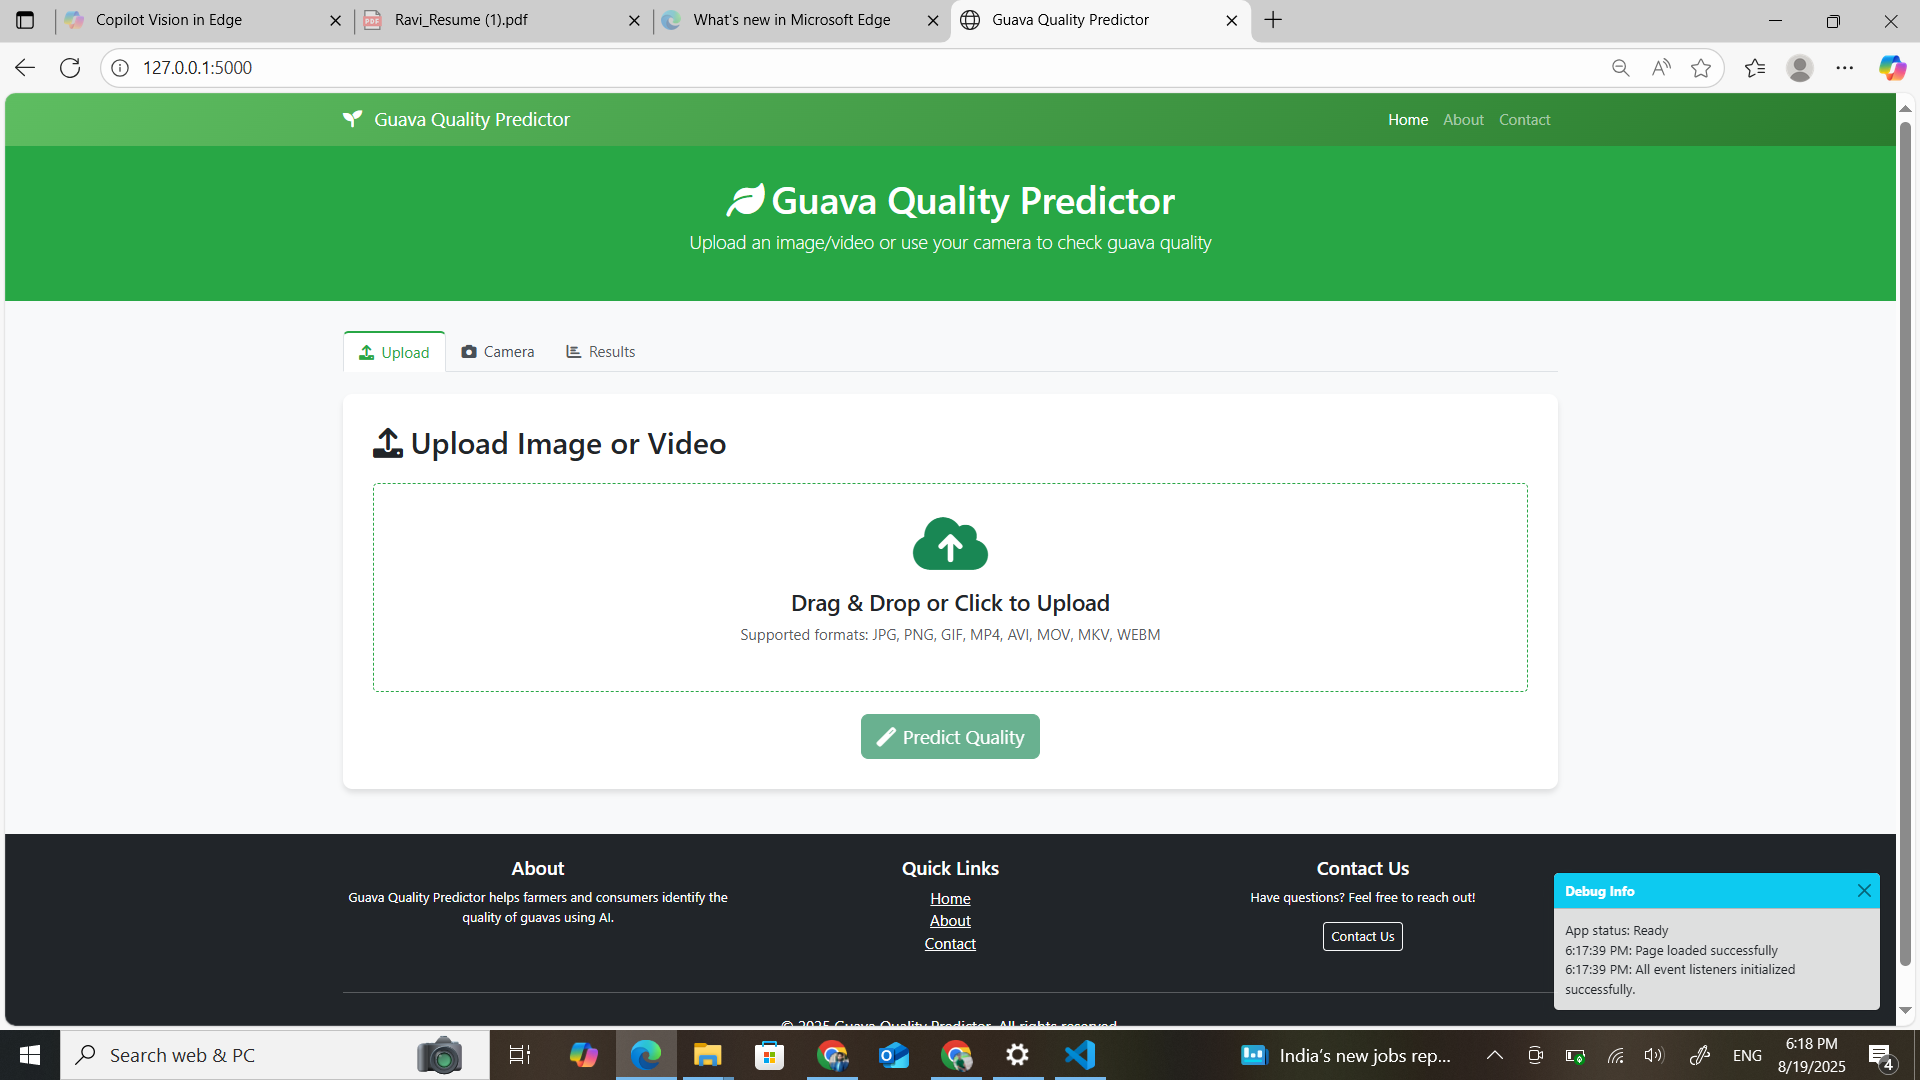 Copilot Vision in Edge
Ravi_Resume (1).pdf
What's new in Microsoft Edge
Guava Quality Predictor
127.0.0.1:5000
Guava Quality Predictor
Home About Contact
Guava Quality Predictor
Upload an image/video or use your camera to check guava quality
Upload Camera Results
Upload Image or Video
Drag & Drop or Click to Upload
Supported formats: JPG, PNG, GIF, MP4, AVI, MOV, MKV, WEBM
Predict Quality
About
Guava Quality Predictor helps farmers and consumers identify the
quality of guavas using AI.
Quick Links
Home
About
Contact
Contact Us
Have questions? Feel free to reach out!
Contact Us
Debug Info
App status: Ready
6:17:39 PM: Page loaded successfully
6:17:39 PM: All event listeners initialized
successfully.
© 2025 Guava Quality Predictor. All rights reserved.
Search web & PC
India's new jobs rep...
ENG
6:18 PM
8/19/2025
4